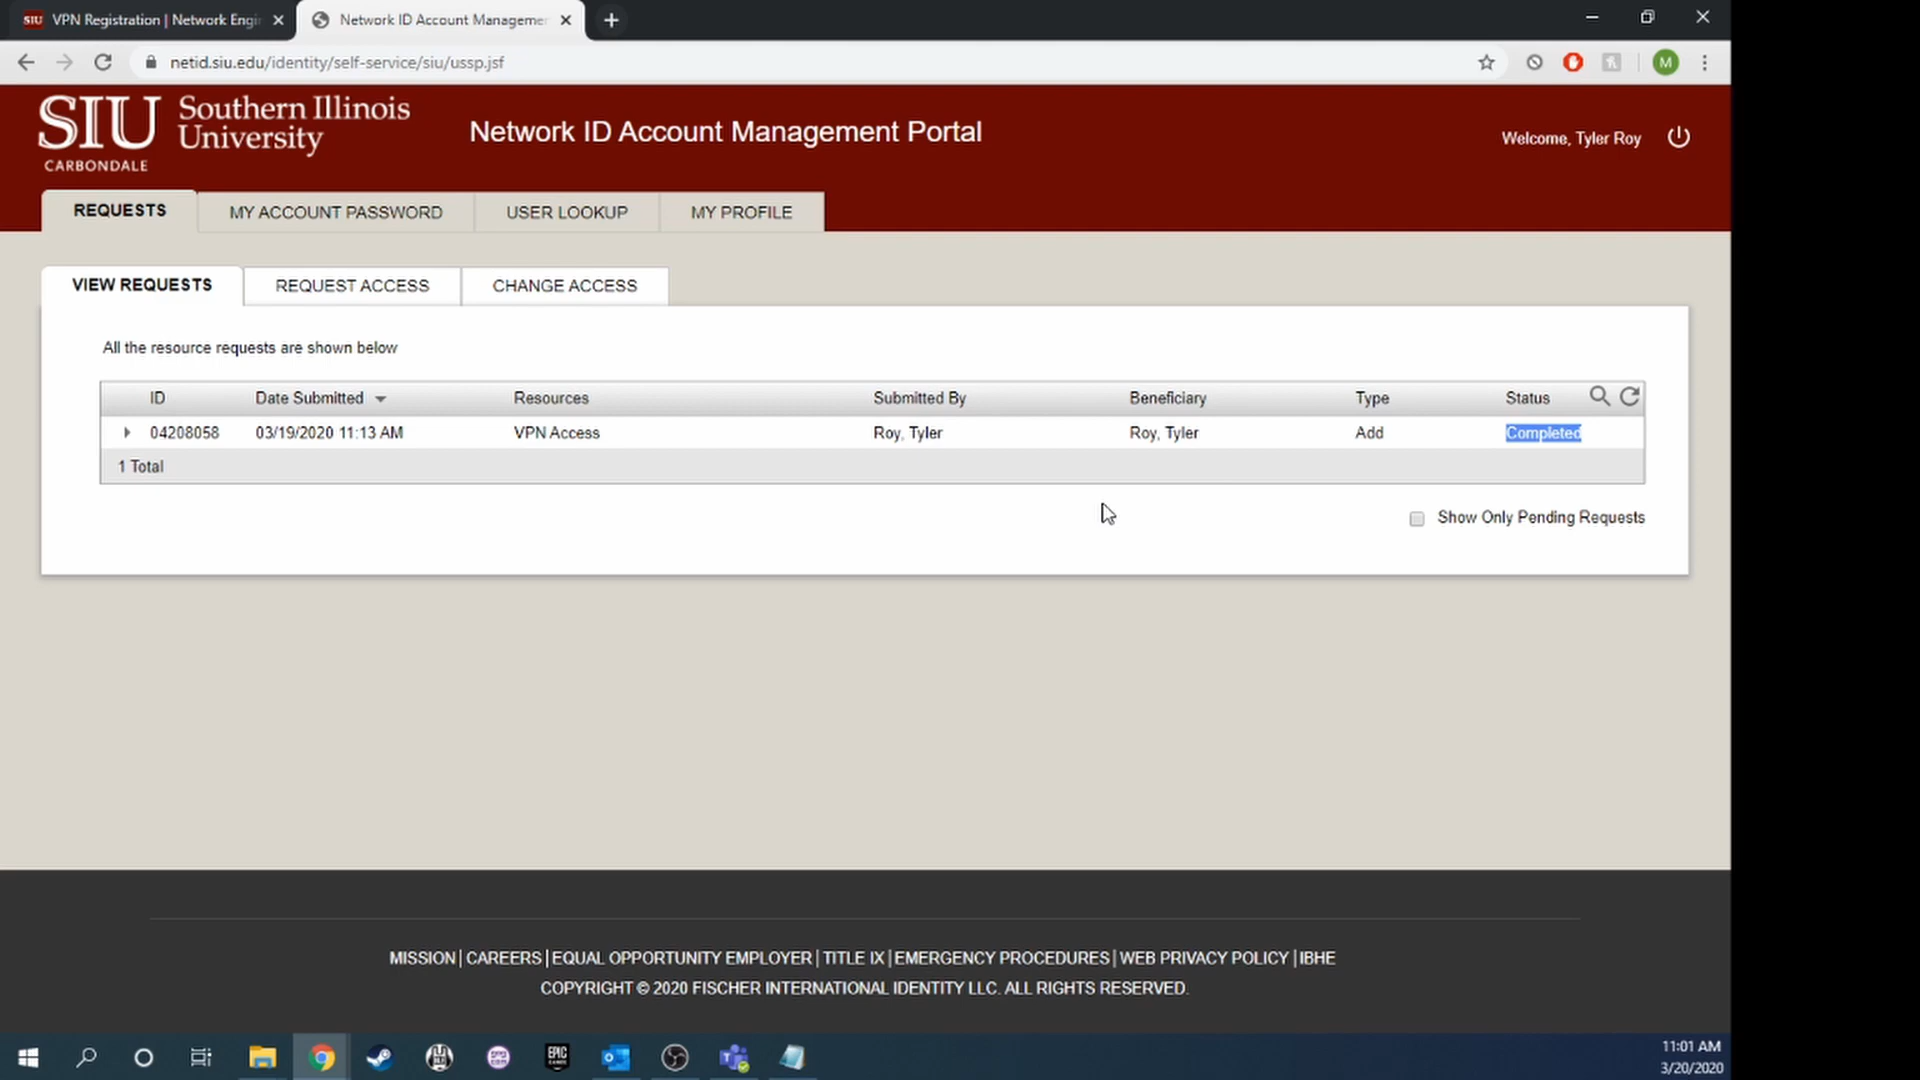 SIU VPN Registration | Network Engi
Network ID Account Managemen
netid.siu.edu/identity/self-service/siu/ussp.jsf
M
SIU Southern Illinois University
CARBONDALE
Network ID Account Management Portal
Welcome, Tyler Roy
REQUESTS MY ACCOUNT PASSWORD USER LOOKUP MY PROFILE
VIEW REQUESTS REQUEST ACCESS CHANGE ACCESS
All the resource requests are shown below
ID Date Submitted Resources Submitted By Beneficiary Type Status
04208058 03/19/2020 11:13 AM VPN Access Roy, Tyler Roy, Tyler Add Completed
1 Total
Show Only Pending Requests
MISSION | CAREERS | EQUAL OPPORTUNITY EMPLOYER | TITLE IX | EMERGENCY PROCEDURES | WEB PRIVACY POLICY | IBHE
COPYRIGHT © 2020 FISCHER INTERNATIONAL IDENTITY LLC. ALL RIGHTS RESERVED.
EPIC GAMES
11:01 AM
3/20/2020